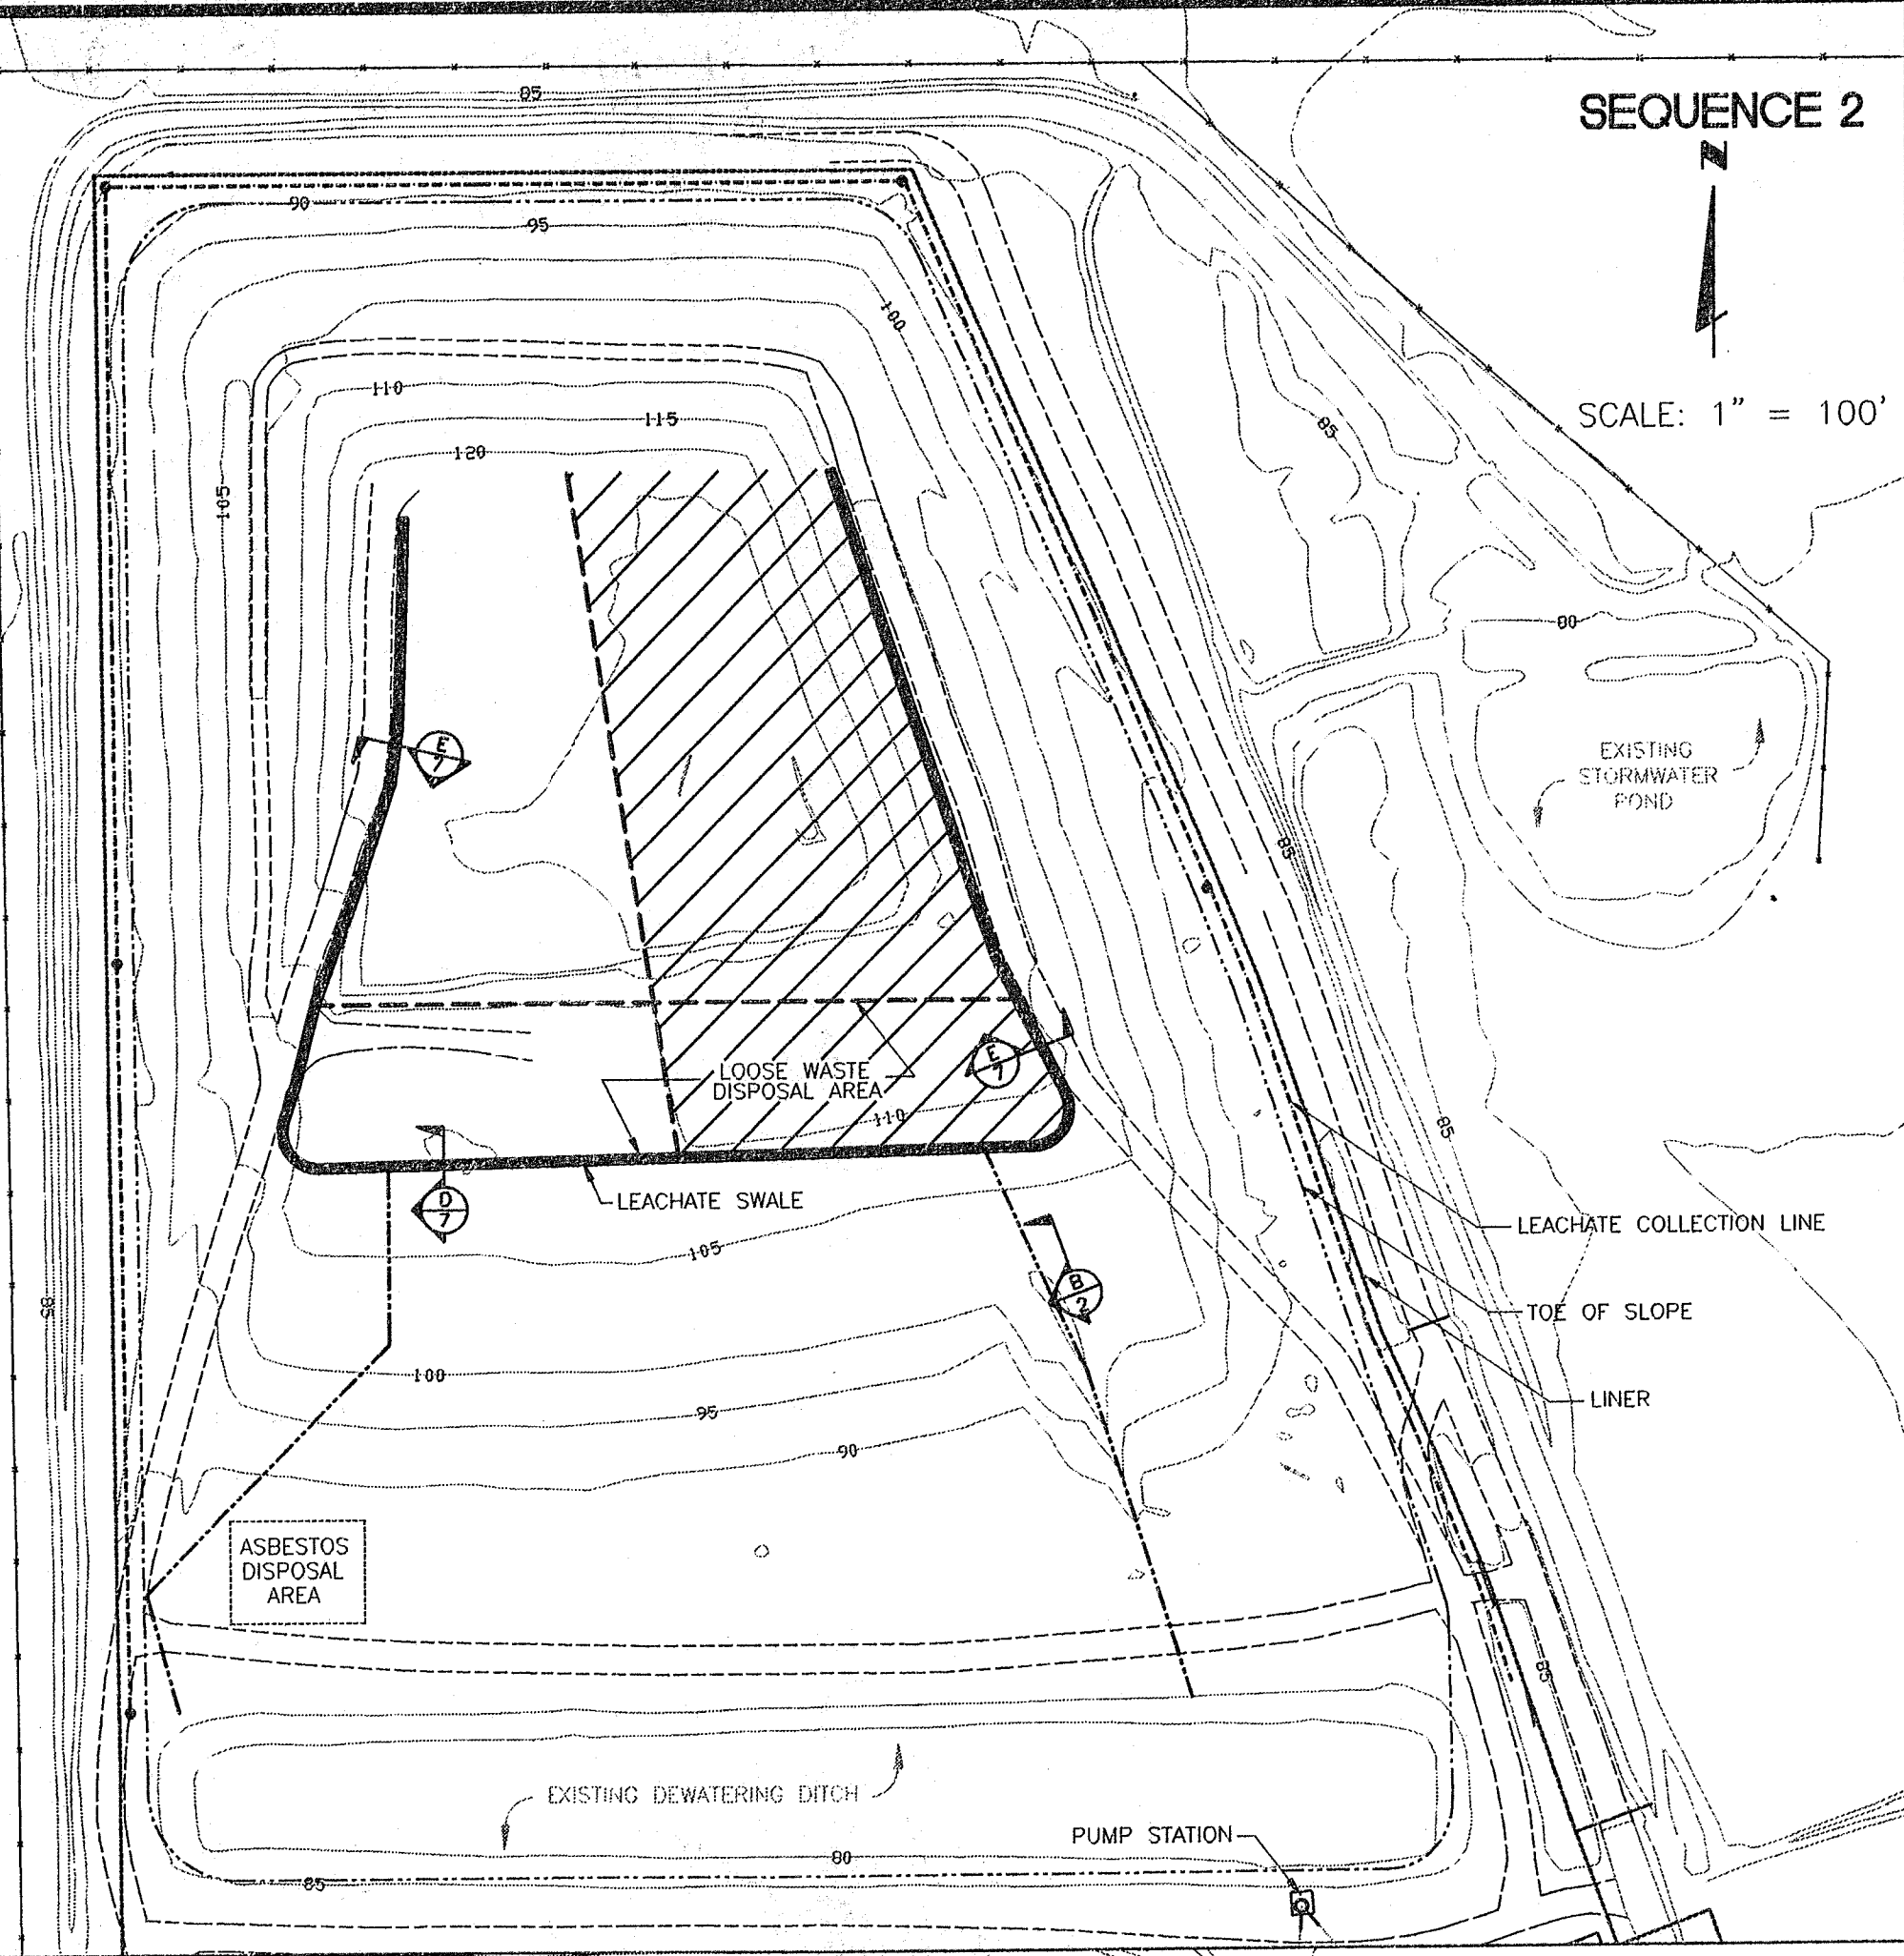 85
SEQUENCE 2
N
90
95
100
SCALE: 1" = 100'
110
115
85
120
105
80
E
7
EXISTING
STORMWATER
POND
85
LOOSE WASTE
DISPOSAL AREA
E
7
110
85
D
7
LEACHATE SWALE
LEACHATE COLLECTION LINE
105
B
2
85
TOE OF SLOPE
100
LINER
95
90
ASBESTOS
DISPOSAL
AREA
85
EXISTING DEWATERING DITCH
PUMP STATION
80
85